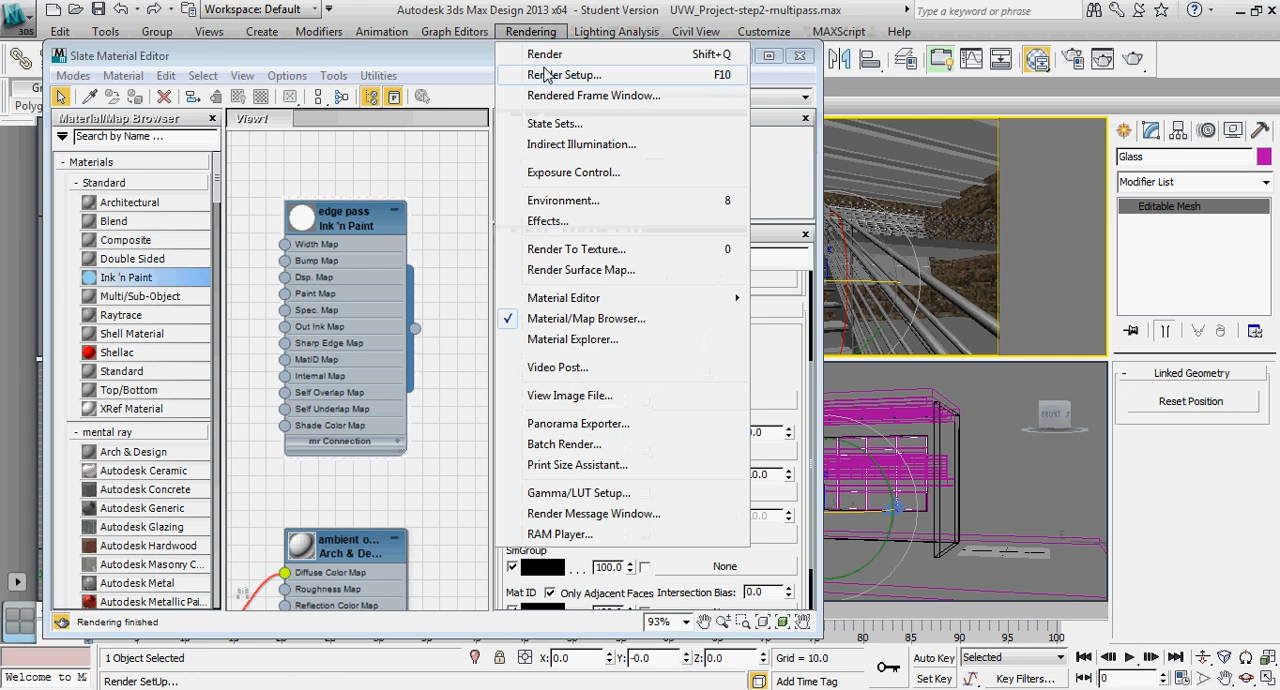 3DS
Workspace: Default
Autodesk 3ds Max Design 2013 x64 - Student Version
UVW_Project-step2-multipass.max
Type a keyword or phrase
Edit
Tools
Group
Views
Create
Modifiers
Animation
Graph Editors
Rendering
Lighting Analysis
Civil View
Customize
MAXScript
Help
Slate Material Editor
Modes
Material
Edit
Select
View
Options
Tools
Utilities
Material/Map Browser
Search by Name ...
- Materials
- Standard
Architectural
Blend
Composite
Double Sided
Ink 'n Paint
Multi/Sub-Object
Raytrace
Shell Material
Shellac
Standard
Top/Bottom
XRef Material
- mental ray
Arch & Design
Autodesk Ceramic
Autodesk Concrete
Autodesk Generic
Autodesk Glazing
Autodesk Hardwood
Autodesk Masonry C...
Autodesk Metal
Autodesk Metallic Pai...
View1
edge pass
Ink 'n Paint
Width Map
Bump Map
Dsp. Map
Paint Map
Spec. Map
Out Ink Map
Sharp Edge Map
MatID Map
Internal Map
Self Overlap Map
Self Underlap Map
Shade Color Map
mr Connection
ambient o...
Arch & De...
Diffuse Color Map
Roughness Map
Reflection Color Map
Render Shift+Q
Render Setup... F10
Rendered Frame Window...
State Sets...
Indirect Illumination...
Exposure Control...
Environment... 8
Effects...
Render To Texture... 0
Render Surface Map...
Material Editor
Material/Map Browser...
Material Explorer...
Video Post...
View Image File...
Panorama Exporter...
Batch Render...
Print Size Assistant...
Gamma/LUT Setup...
Render Message Window...
RAM Player...
SmGroup
. . . 100.0 None
Mat ID Only Adjacent Faces Intersection Bias: 0.0
Rendering finished
93%
FRONT
Glass
Modifier List
Editable Mesh
- Linked Geometry
Reset Position
80 85 90 95 100
1 Object Selected
X: 0.0 Y: -0.0 Z: 0.0 Grid = 10.0
Auto Key
Selected
Welcome to M
Render SetUp...
Add Time Tag
Set Key
Key Filters...
0